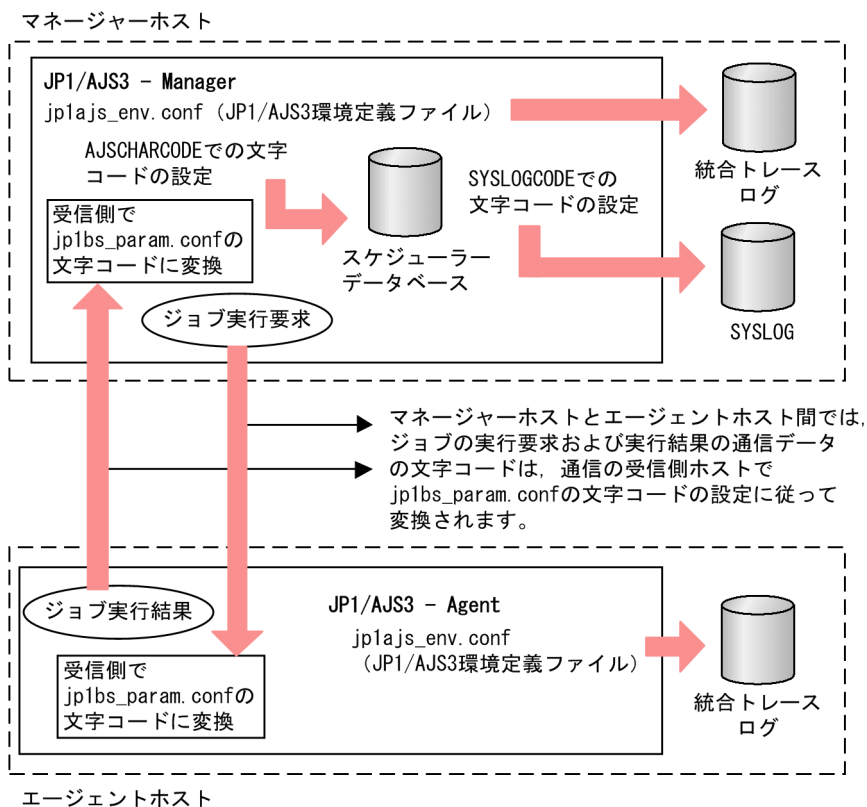 マネージャーホスト
JP1/AJS3 - Manager
jp1ajs_env.conf（JP1/AJS3環境定義ファイル）
AJSCHARCODEでの文字
コードの設定
SYSLOGCODEでの
文字コードの設定
統合トレース
ログ
受信側で
jp1bs_param.confの
文字コードに変換
スケジューラー
データベース
ジョブ実行要求
SYSLOG
マネージャーホストとエージェントホスト間では，
ジョブの実行要求および実行結果の通信データ
の文字コードは，通信の受信側ホストで
jp1bs_param.confの文字コードの設定に従って
変換されます。
ジョブ実行結果
JP1/AJS3 - Agent
jp1ajs_env.conf
（JP1/AJS3環境定義ファイル）
受信側で
jp1bs_param.confの
文字コードに変換
統合トレース
ログ
エージェントホスト